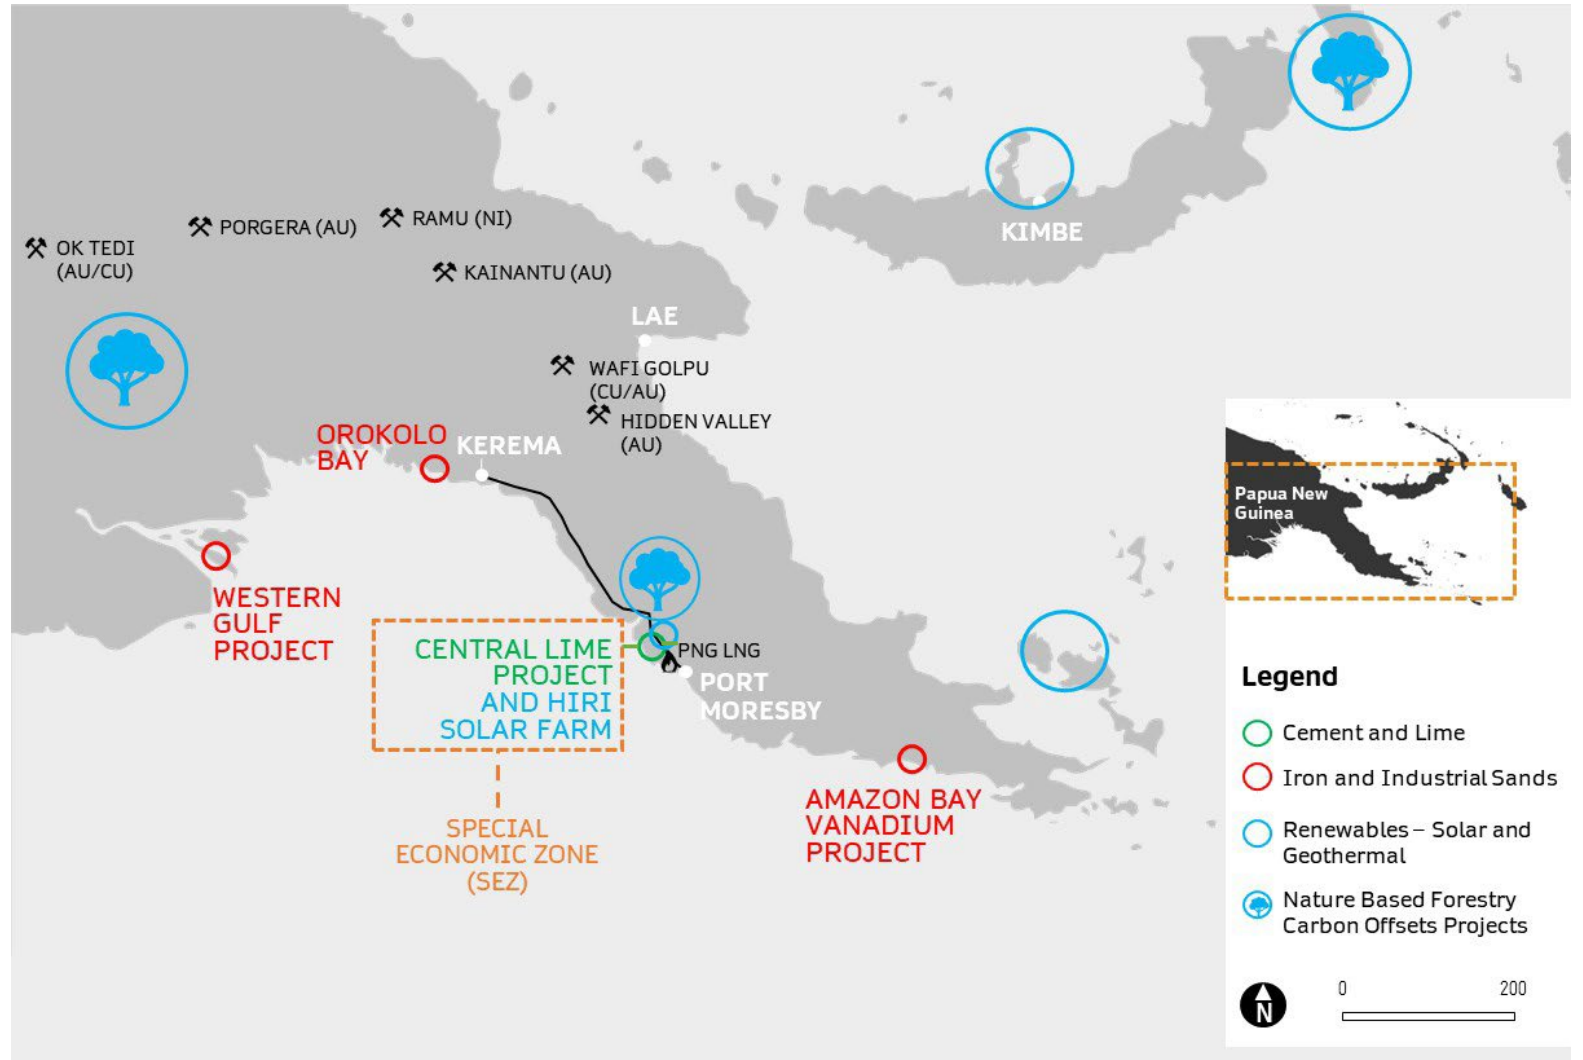 PORGERA (AU)
RAMU (NI)
OK TEDI
(AU/CU)
KAINANTU (AU)
KIMBE
LAE
WAFI GOLPU
(CU/AU)
HIDDEN VALLEY
(AU)
OROKOLO
BAY
KEREMA
WESTERN
GULF
PROJECT
CENTRAL LIME
PROJECT
AND HIRI
SOLAR FARM
PNG LNG
PORT
MORESBY
SPECIAL
ECONOMIC ZONE
(SEZ)
AMAZON BAY
VANADIUM
PROJECT
Papua New
Guinea
Legend
Cement and Lime
Iron and Industrial Sands
Renewables – Solar and
Geothermal
Nature Based Forestry
Carbon Offsets Projects
N
0 200